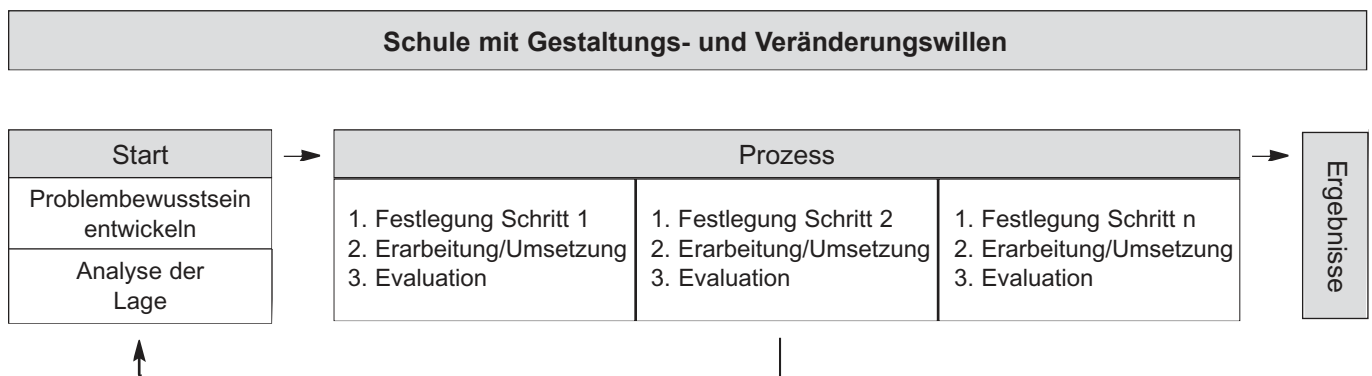 Schule mit Gestaltungs- und Veränderungswillen
Start
Problembewusstsein
entwickeln
Analyse der
Lage
Prozess
1. Festlegung Schritt 1
2. Erarbeitung/Umsetzung
3. Evaluation
1. Festlegung Schritt 2
2. Erarbeitung/Umsetzung
3. Evaluation
1. Festlegung Schritt n
2. Erarbeitung/Umsetzung
3. Evaluation
Ergebnisse